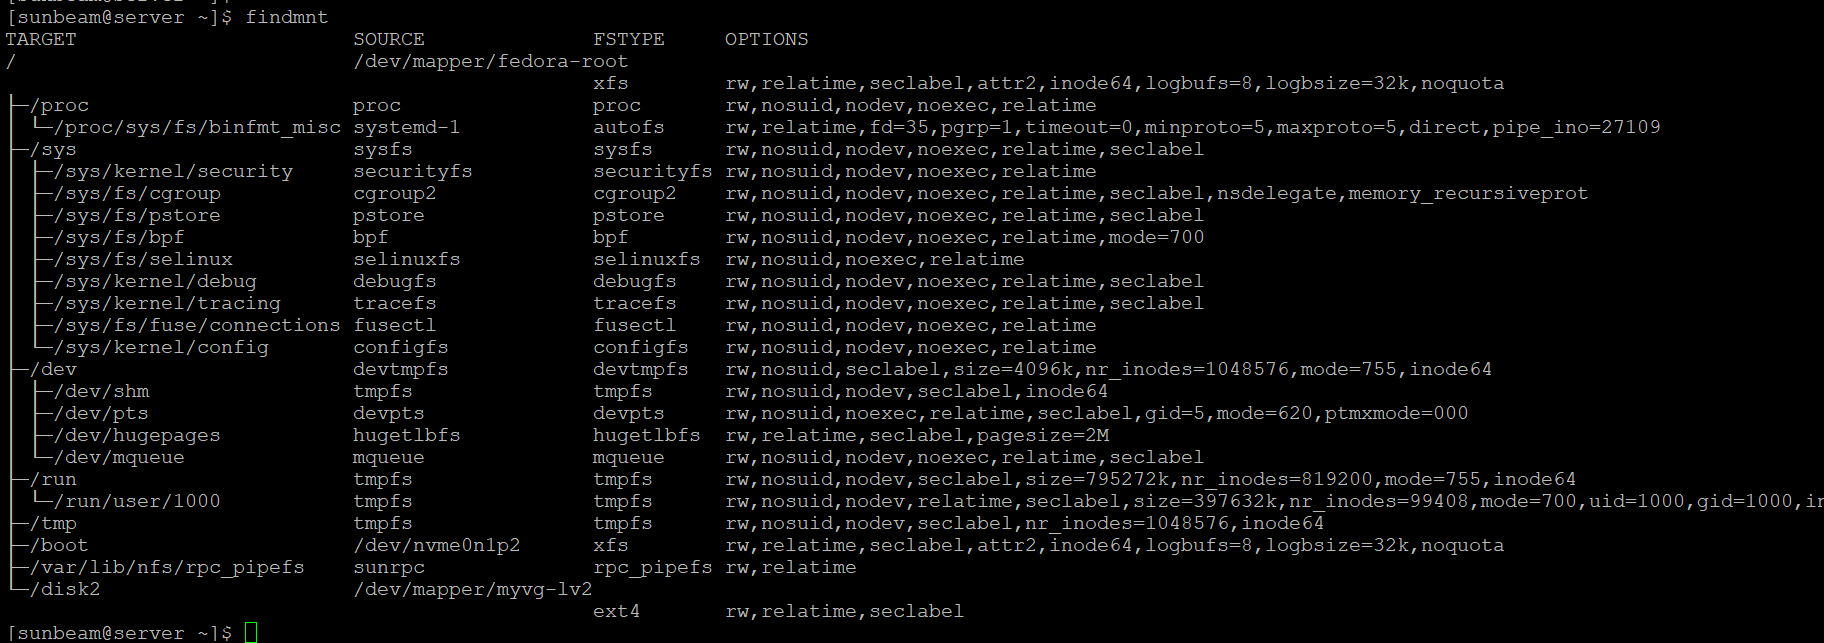 [sunbeam@server ~]$ findmnt
TARGET                       SOURCE              FSTYPE     OPTIONS
/                            /dev/mapper/fedora-root
                                                 xfs        rw,relatime,seclabel,attr2,inode64,logbufs=8,logbsize=32k,noquota
├─/proc                      proc                proc       rw,nosuid,nodev,noexec,relatime
│ └─/proc/sys/fs/binfmt_misc systemd-1           autofs     rw,relatime,fd=35,pgrp=1,timeout=0,minproto=5,maxproto=5,direct,pipe_ino=27109
├─/sys                       sysfs               sysfs      rw,nosuid,nodev,noexec,relatime,seclabel
│ ├─/sys/kernel/security     securityfs          securityfs rw,nosuid,nodev,noexec,relatime
│ ├─/sys/fs/cgroup           cgroup2             cgroup2    rw,nosuid,nodev,noexec,relatime,seclabel,nsdelegate,memory_recursiveprot
│ ├─/sys/fs/pstore           pstore              pstore     rw,nosuid,nodev,noexec,relatime,seclabel
│ ├─/sys/fs/bpf              bpf                 bpf        rw,nosuid,nodev,noexec,relatime,mode=700
│ ├─/sys/fs/selinux          selinuxfs           selinuxfs  rw,nosuid,noexec,relatime
│ ├─/sys/kernel/debug        debugfs             debugfs    rw,nosuid,nodev,noexec,relatime,seclabel
│ ├─/sys/kernel/tracing      tracefs             tracefs    rw,nosuid,nodev,noexec,relatime,seclabel
│ ├─/sys/fs/fuse/connections fusectl             fusectl    rw,nosuid,nodev,noexec,relatime
│ └─/sys/kernel/config       configfs            configfs   rw,nosuid,nodev,noexec,relatime
├─/dev                       devtmpfs            devtmpfs   rw,nosuid,seclabel,size=4096k,nr_inodes=1048576,mode=755,inode64
│ ├─/dev/shm                 tmpfs               tmpfs      rw,nosuid,nodev,seclabel,inode64
│ ├─/dev/pts                 devpts              devpts     rw,nosuid,noexec,relatime,seclabel,gid=5,mode=620,ptmxmode=000
│ ├─/dev/hugepages           hugetlbfs           hugetlbfs  rw,relatime,seclabel,pagesize=2M
│ └─/dev/mqueue              mqueue              mqueue     rw,nosuid,nodev,noexec,relatime,seclabel
├─/run                       tmpfs               tmpfs      rw,nosuid,nodev,seclabel,size=795272k,nr_inodes=819200,mode=755,inode64
│ └─/run/user/1000           tmpfs               tmpfs      rw,nosuid,nodev,relatime,seclabel,size=397632k,nr_inodes=99408,mode=700,uid=1000,gid=1000,
├─/tmp                       tmpfs               tmpfs      rw,nosuid,nodev,seclabel,nr_inodes=1048576,inode64
├─/boot                      /dev/nvme0n1p2      xfs        rw,relatime,seclabel,attr2,inode64,logbufs=8,logbsize=32k,noquota
├─/var/lib/nfs/rpc_pipefs    sunrpc              rpc_pipefs rw,relatime
└─/disk2                     /dev/mapper/myvg-lv2
                                                 ext4       rw,relatime,seclabel
[sunbeam@server ~]$